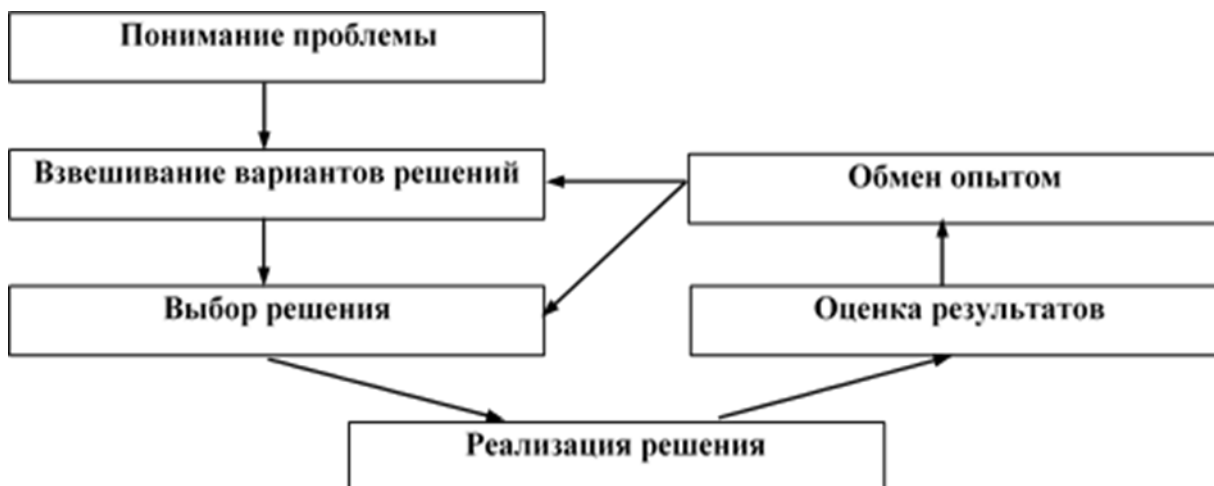 Понимание проблемы
Взвешивание вариантов решений
Обмен опытом
Выбор решения
Оценка результатов
Реализация решения